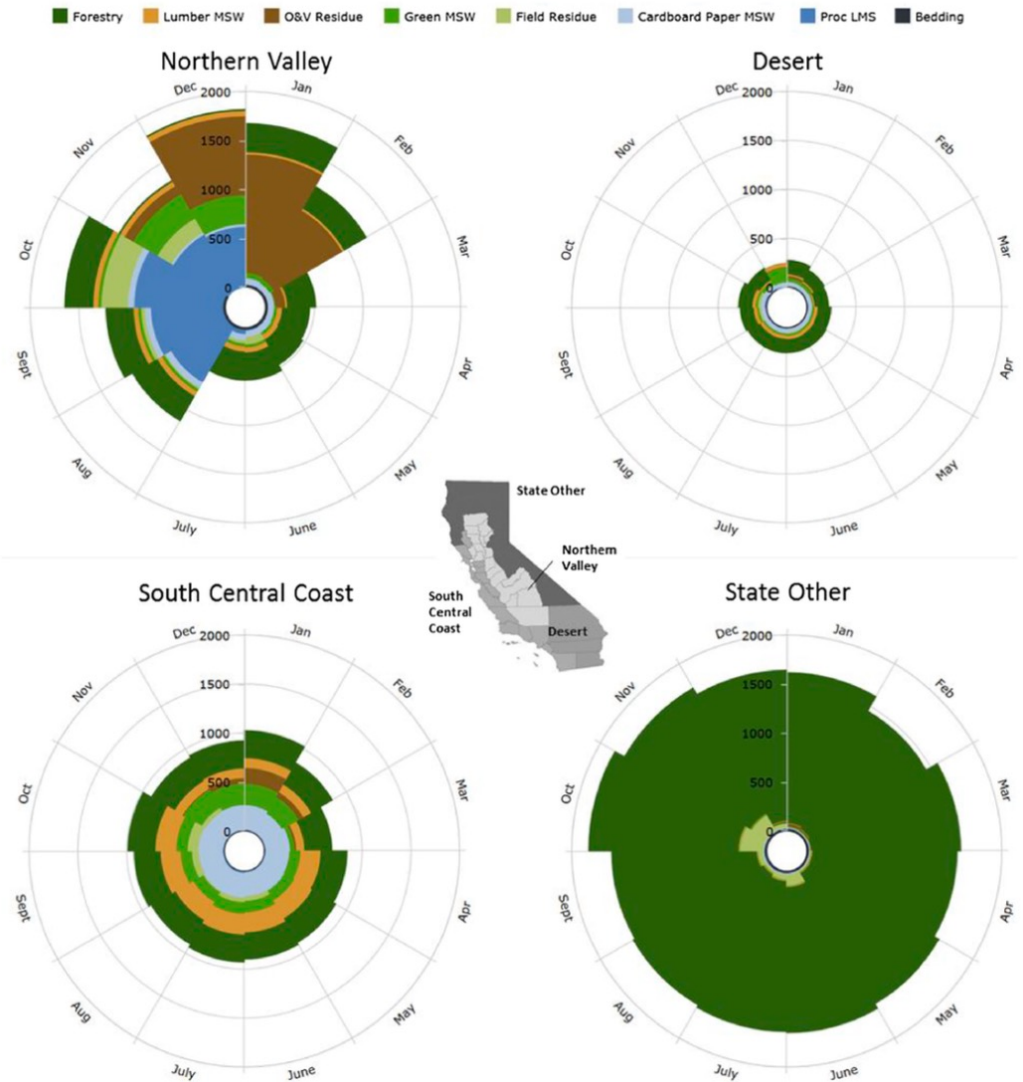 Forestry Lumber MSW O&V Residue Green MSW Field Residue Cardboard Paper MSW Proc LMS Bedding
Northern Valley
Dec
2000
Jan
Nov
1500
Feb
1000
Oct
500
Mar
0
Sept
Apr
Aug
May
July
June
Desert
Dec
2000
Jan
Nov
1500
Feb
1000
Oct
500
Mar
0
Sept
Apr
Aug
May
July
June
State Other
Northern
Valley
South
Central
Coast
Desert
South Central Coast
Dec
2000
Jan
Nov
1500
Feb
1000
Oct
500
Mar
0
Sept
Apr
Aug
May
July
June
State Other
Dec
2000
Jan
Nov
1500
Feb
1000
Oct
500
Mar
0
Sept
Apr
Aug
May
July
June